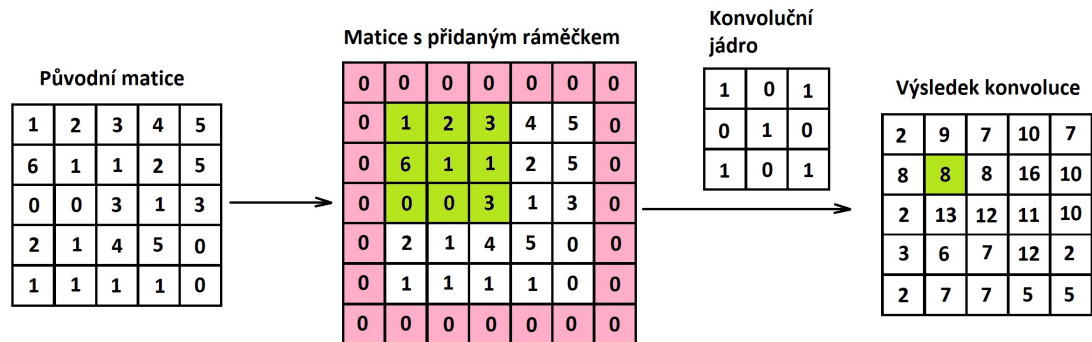 Původní matice
1 2 3 4 5
6 1 1 2 5
0 0 3 1 3
2 1 4 5 0
1 1 1 1 0
Matice s přidaným rámečkem
0 0 0 0 0 0 0
0 1 2 3 4 5 0
0 6 1 1 2 5 0
0 0 0 3 1 3 0
0 2 1 4 5 0 0
0 1 1 1 1 0 0
0 0 0 0 0 0 0
Konvoluční
jádro
1 0 1
0 1 0
1 0 1
Výsledek konvoluce
2 9 7 10 7
8 8 8 16 10
2 13 12 11 10
3 6 7 12 2
2 7 7 5 5